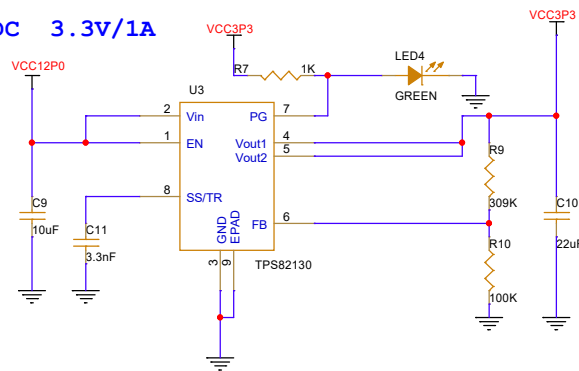 DC 3.3V/1A
VCC3P3
VCC3P3
VCC12P0
R7 1K
LED4
GREEN
U3
2 Vin
PG 7
1 EN
Vout1 4
Vout2 5
8 SS/TR
FB 6
GND
EPAD
3 9
TPS82130
C9
10uF
C11
3.3nF
R9
309K
C10
22uF
R10
100K